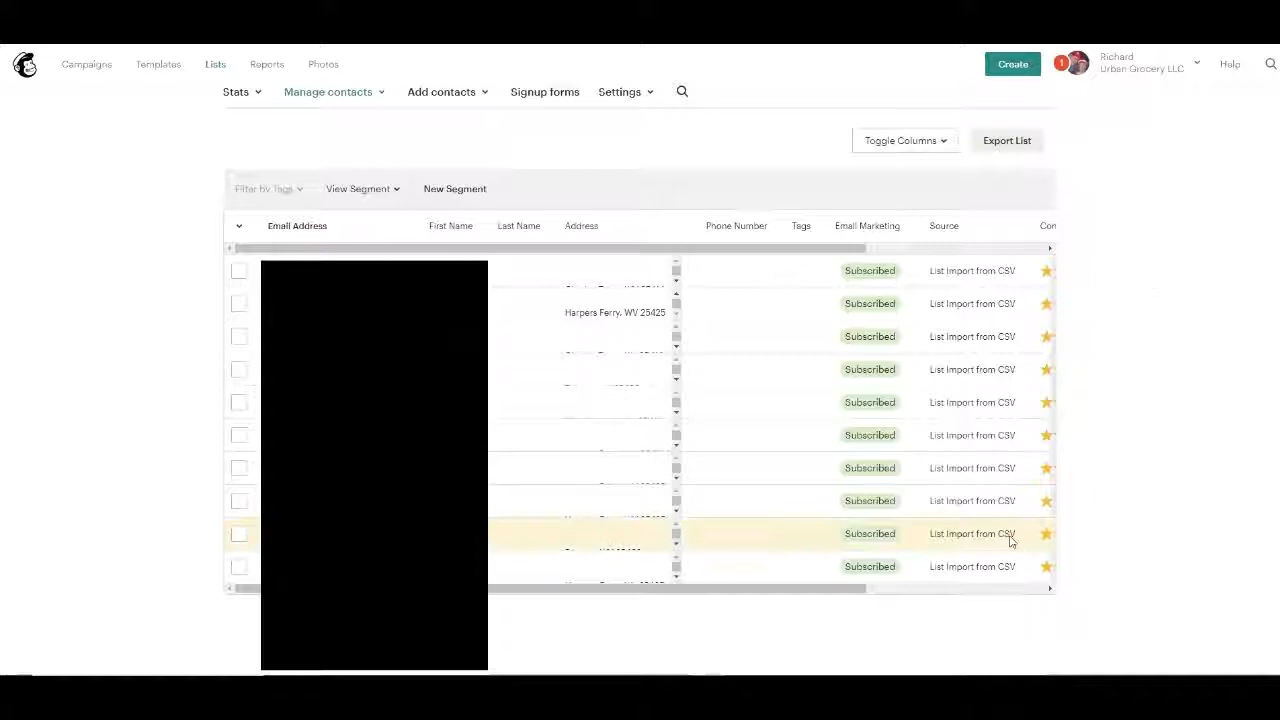 Campaigns Templates Lists Reports Photos Create 1 Richard Help
Urban Grocery LLC
Stats Manage contacts Add contacts Signup forms Settings
Toggle Columns Export List
Filter by Tags View Segment New Segment
Email Address First Name Last Name Address Phone Number Tags Email Marketing Source Con
Subscribed List Import from CSV
Subscribed List Import from CSV
Harpers Ferry, WV 25425
Subscribed List Import from CSV
Subscribed List Import from CSV
Subscribed List Import from CSV
Subscribed List Import from CSV
Subscribed List Import from CSV
Subscribed List Import from CSV
Subscribed List Import from CSV
Subscribed List Import from CSV